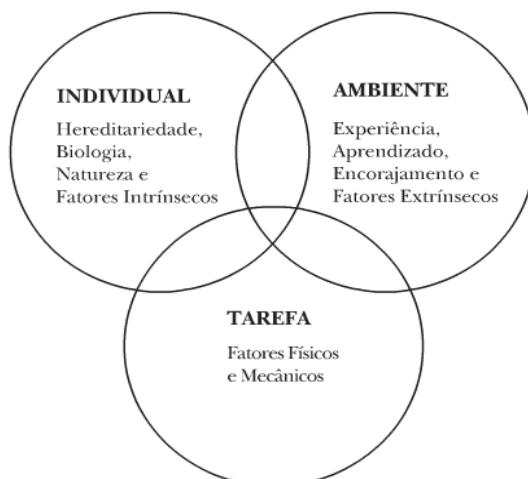 INDIVIDUAL
Hereditariedade,
Biologia,
Natureza e
Fatores Intrínsecos
AMBIENTE
Experiência,
Aprendizado,
Encorajamento e
Fatores Extrínsecos
TAREFA
Fatores Físicos
e Mecânicos